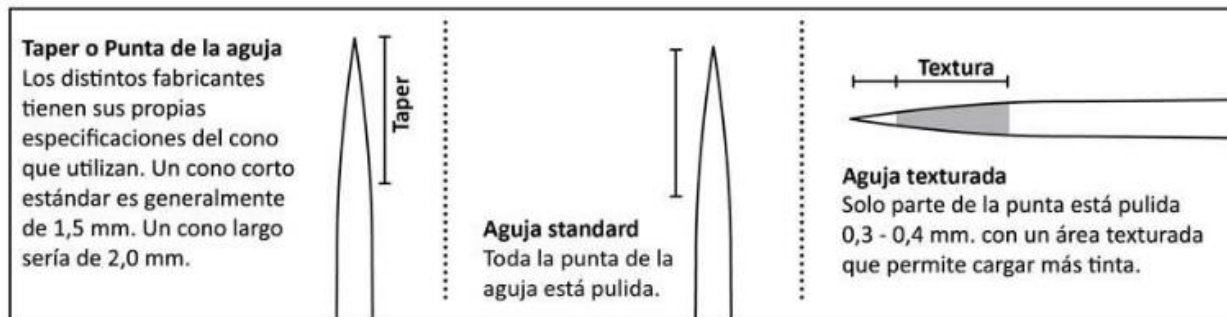 Taper o Punta de la aguja
Los distintos fabricantes
tienen sus propias
especificaciones del cono
que utilizan. Un cono corto
estándar es generalmente
de 1,5 mm. Un cono largo
sería de 2,0 mm.
Taper
Aguja standard
Toda la punta de la
aguja está pulida.
Textura
Aguja texturada
Solo parte de la punta está pulida
0,3 - 0,4 mm. con un área texturada
que permite cargar más tinta.